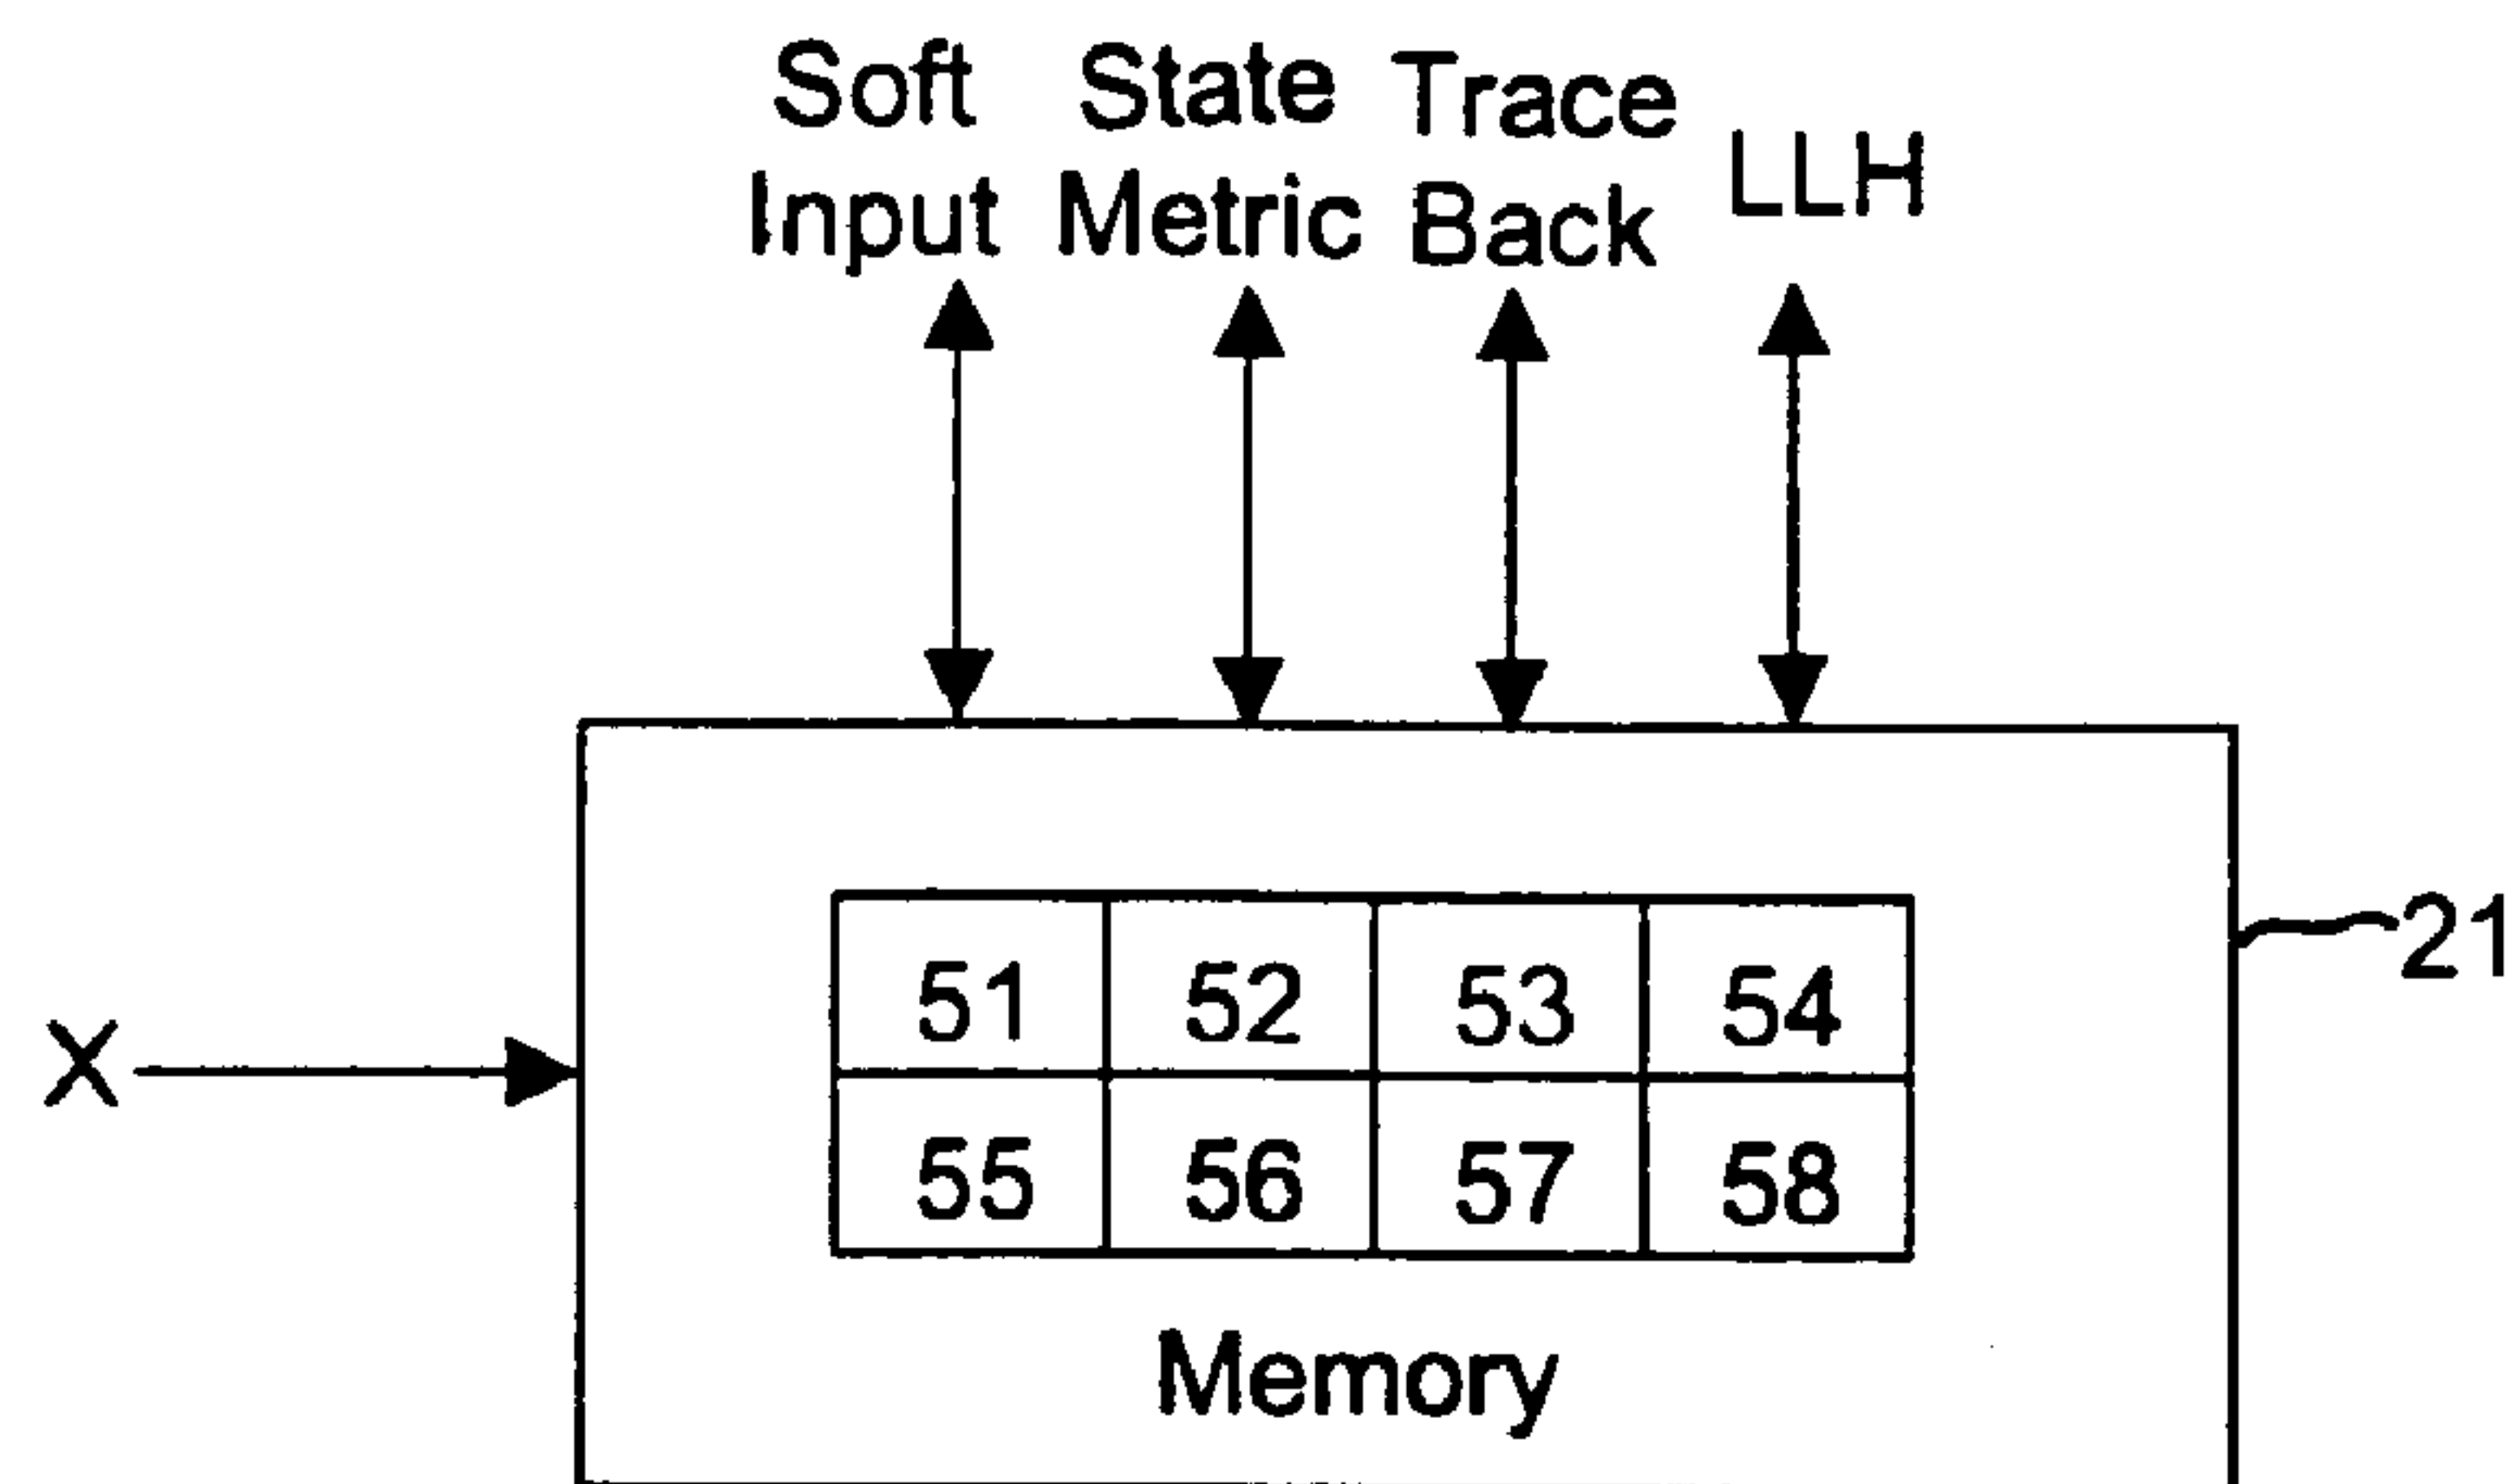 Soft State Trace
Input Metric Back LLH
X
51 52 53 54
55 56 57 58
21
Memory